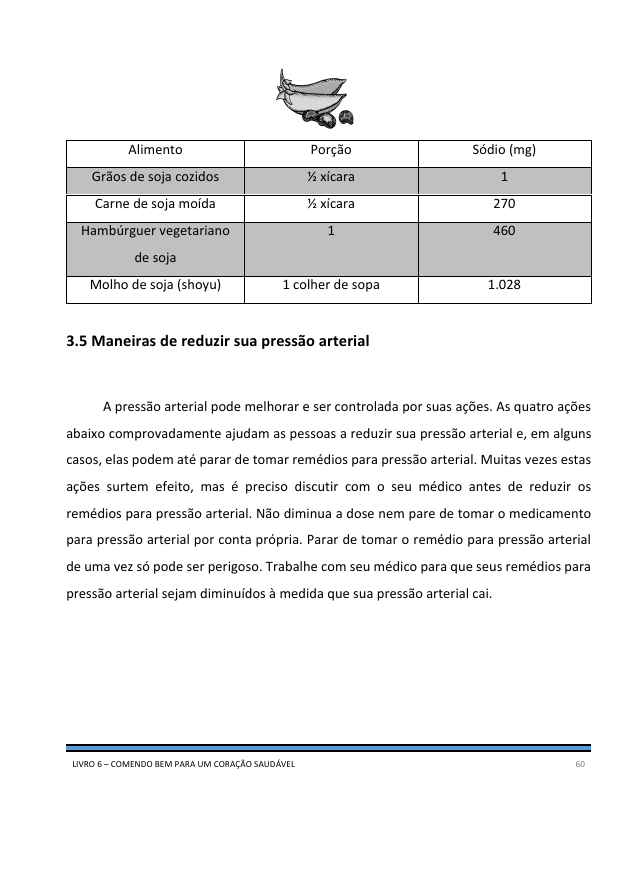 Alimento Porção Sódio (mg)
Grãos de soja cozidos ½ xícara 1
Carne de soja moída ½ xícara 270
Hambúrguer vegetariano 1 460
de soja
Molho de soja (shoyu) 1 colher de sopa 1.028
3.5 Maneiras de reduzir sua pressão arterial
A pressão arterial pode melhorar e ser controlada por suas ações. As quatro ações
abaixo comprovadamente ajudam as pessoas a reduzir sua pressão arterial e, em alguns
casos, elas podem até parar de tomar remédios para pressão arterial. Muitas vezes estas
ações surtem efeito, mas é preciso discutir com o seu médico antes de reduzir os
remédios para pressão arterial. Não diminua a dose nem pare de tomar o medicamento
para pressão arterial por conta própria. Parar de tomar o remédio para pressão arterial
de uma vez só pode ser perigoso. Trabalhe com seu médico para que seus remédios para
pressão arterial sejam diminuídos à medida que sua pressão arterial cai.
LIVRO 6 – COMENDO BEM PARA UM CORAÇÃO SAUDÁVEL 60